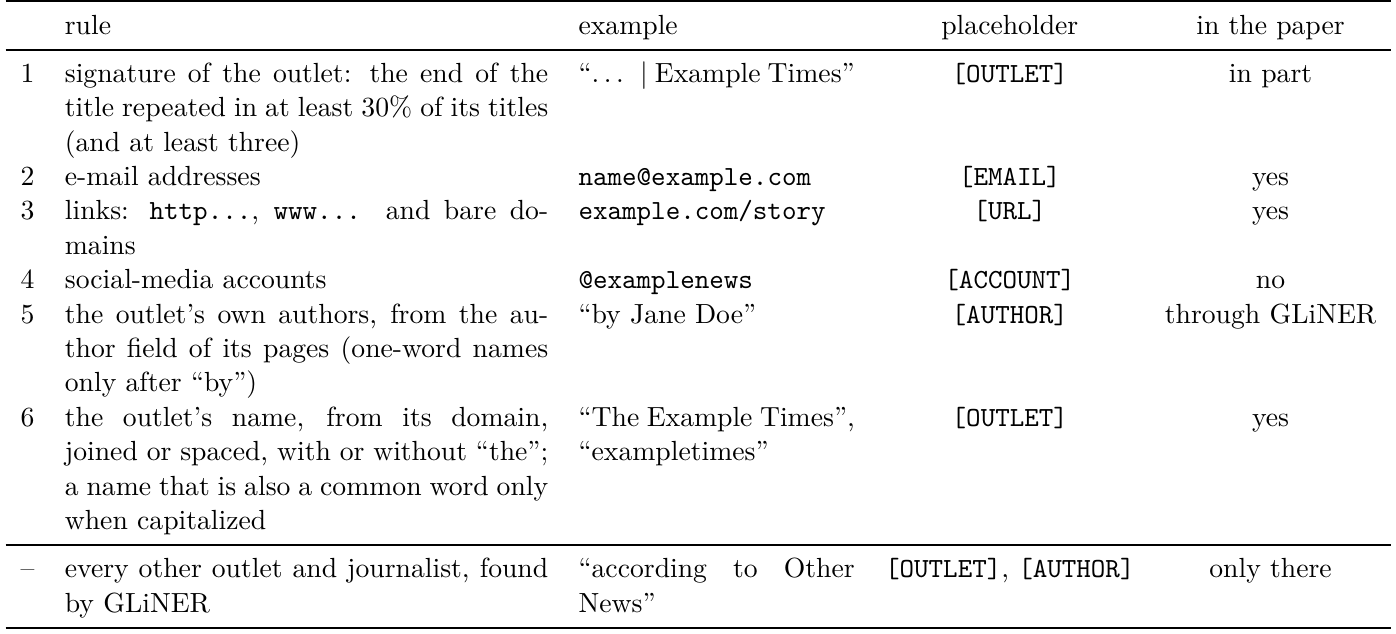 rule example placeholder in the paper
1 signature of the outlet: the end of the “... | Example Times” [OUTLET] in part
title repeated in at least 30% of its titles
(and at least three)
2 e-mail addresses name@example.com [EMAIL] yes
3 links: http..., www... and bare do- example.com/story [URL] yes
mains
4 social-media accounts @examplenews [ACCOUNT] no
5 the outlet’s own authors, from the au- “by Jane Doe” [AUTHOR] through GLiNER
thor field of its pages (one-word names
only after “by”)
6 the outlet’s name, from its domain, “The Example Times”, [OUTLET] yes
joined or spaced, with or without “the”; “exampletimes”
a name that is also a common word only
when capitalized
– every other outlet and journalist, found “according to Other [OUTLET], [AUTHOR] only there
by GLiNER News”